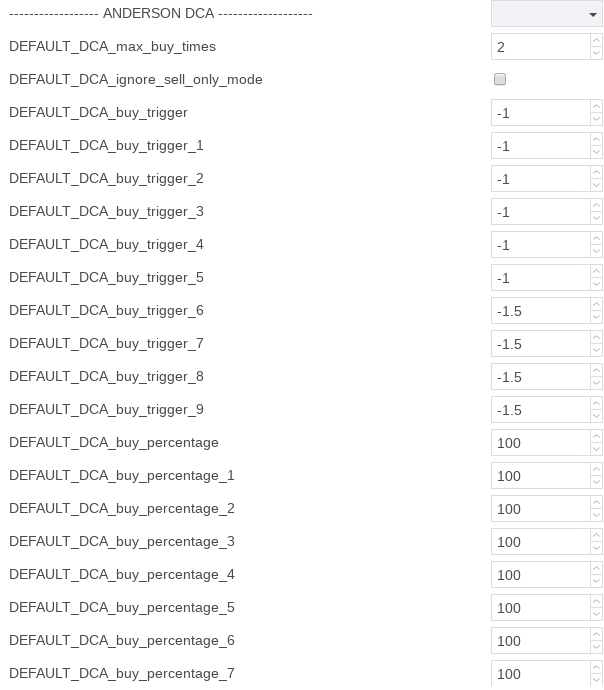 ------------------ ANDERSON DCA -------------------
DEFAULT_DCA_max_buy_times 2
DEFAULT_DCA_ignore_sell_only_mode
DEFAULT_DCA_buy_trigger -1
DEFAULT_DCA_buy_trigger_1 -1
DEFAULT_DCA_buy_trigger_2 -1
DEFAULT_DCA_buy_trigger_3 -1
DEFAULT_DCA_buy_trigger_4 -1
DEFAULT_DCA_buy_trigger_5 -1
DEFAULT_DCA_buy_trigger_6 -1.5
DEFAULT_DCA_buy_trigger_7 -1.5
DEFAULT_DCA_buy_trigger_8 -1.5
DEFAULT_DCA_buy_trigger_9 -1.5
DEFAULT_DCA_buy_percentage 100
DEFAULT_DCA_buy_percentage_1 100
DEFAULT_DCA_buy_percentage_2 100
DEFAULT_DCA_buy_percentage_3 100
DEFAULT_DCA_buy_percentage_4 100
DEFAULT_DCA_buy_percentage_5 100
DEFAULT_DCA_buy_percentage_6 100
DEFAULT_DCA_buy_percentage_7 100